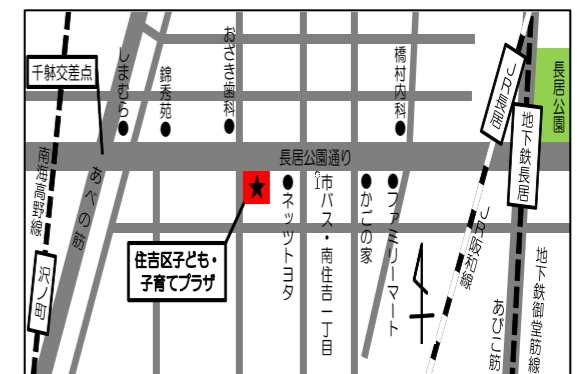 千躰交差点
しまむら
錦秀苑
おざき歯科
橋村内科
JR長居
長居公園
地下鉄長居
長居公園通り
南海高野線
あべの筋
沢ノ町
住吉区子ども・
子育てプラザ
ネッツトヨタ
市バス・南住吉一丁目
かごの家
ファミリーマート
JR阪和線
あびこ筋
地下鉄御堂筋線